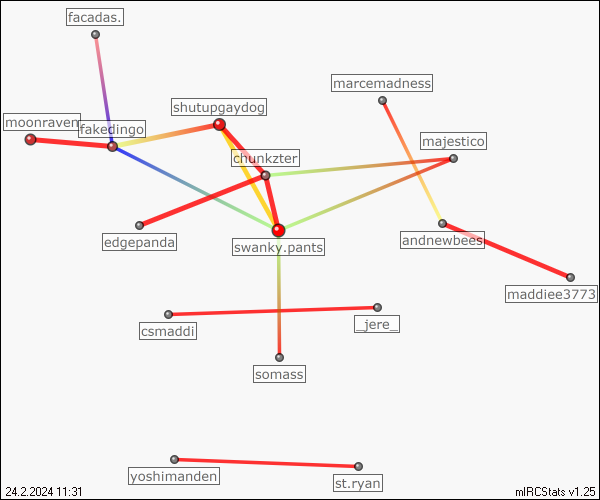 facadas.
marcemadness
shutupgaydog
moonraven
fakedingo
majestico
chunkzter
edgepanda
swanky.pants
andnewbees
maddiee3773
csmaddi
_jere_
somass
yoshimanden
st.ryan
24.2.2024 11:31
mIRCStats v1.25